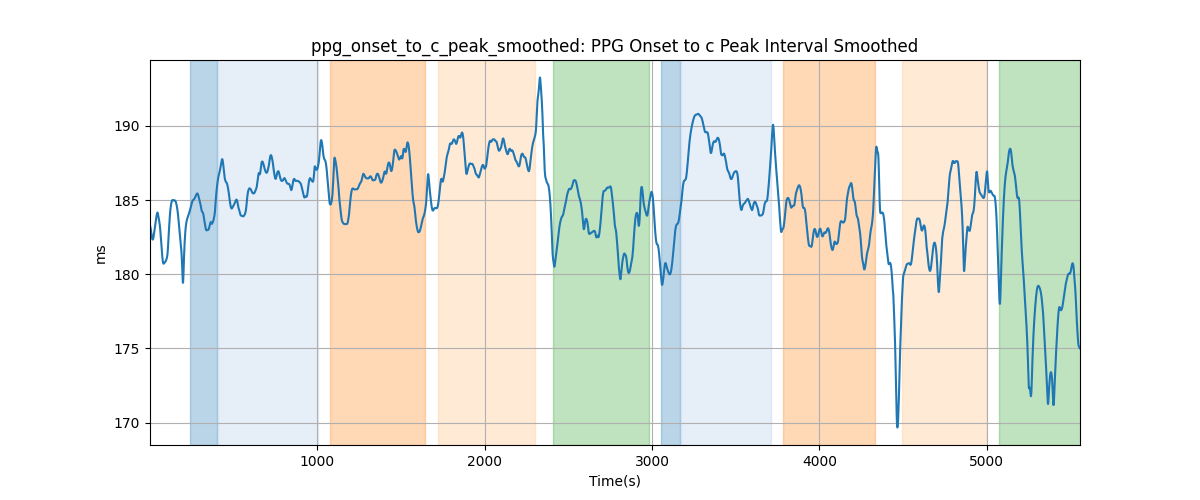 ppg_onset_to_c_peak_smoothed: PPG Onset to c Peak Interval Smoothed
190
185
180
175
170
ms
1000 2000 3000 4000 5000
Time(s)